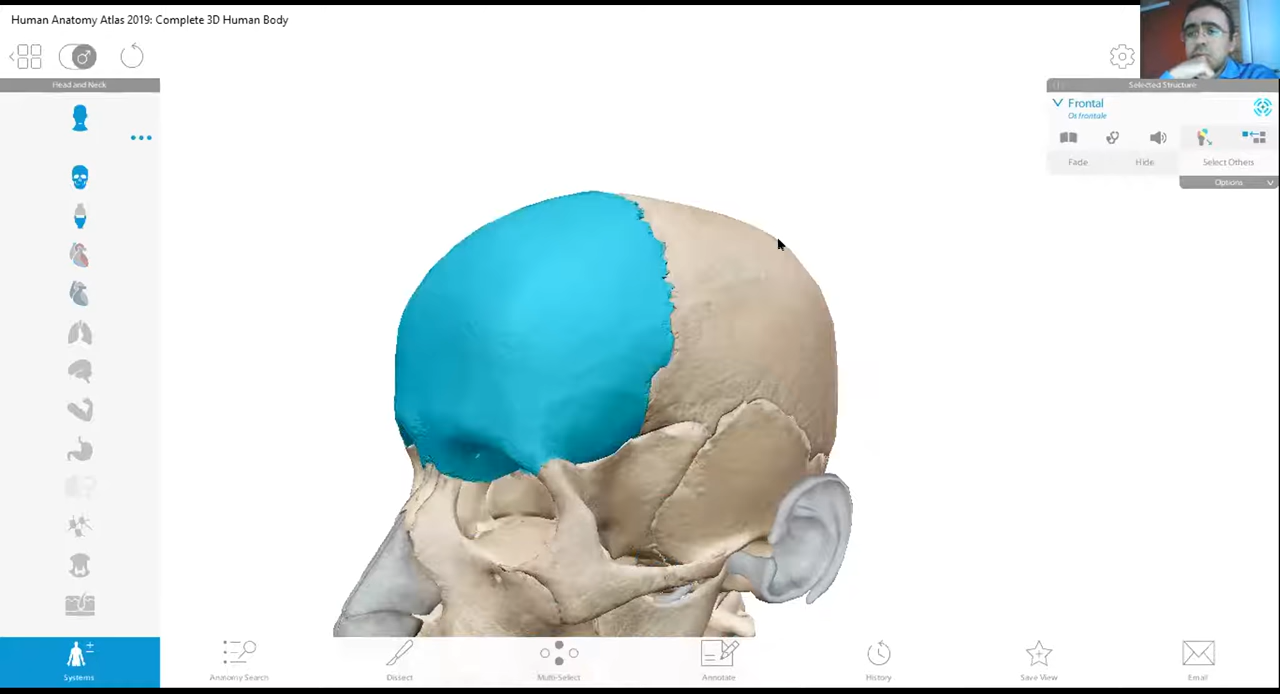 Human Anatomy Atlas 2019: Complete 3D Human Body
Head and Neck
Selected Structure
Frontal
Os frontale
Fade
Hide
Select Others
Options
Systems
Anatomy Search
Dissect
Multi-Select
Annotate
History
Save View
Email